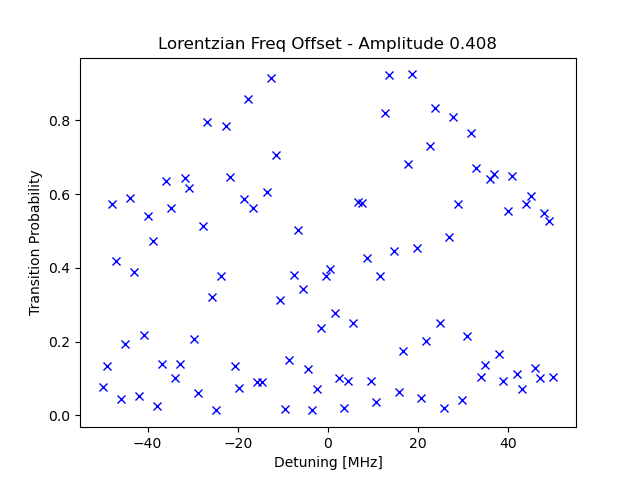 Lorentzian Freq Offset - Amplitude 0.408
Transition Probability
0.8
0.6
0.4
0.2
0.0
−40 −20 0 20 40
Detuning [MHz]